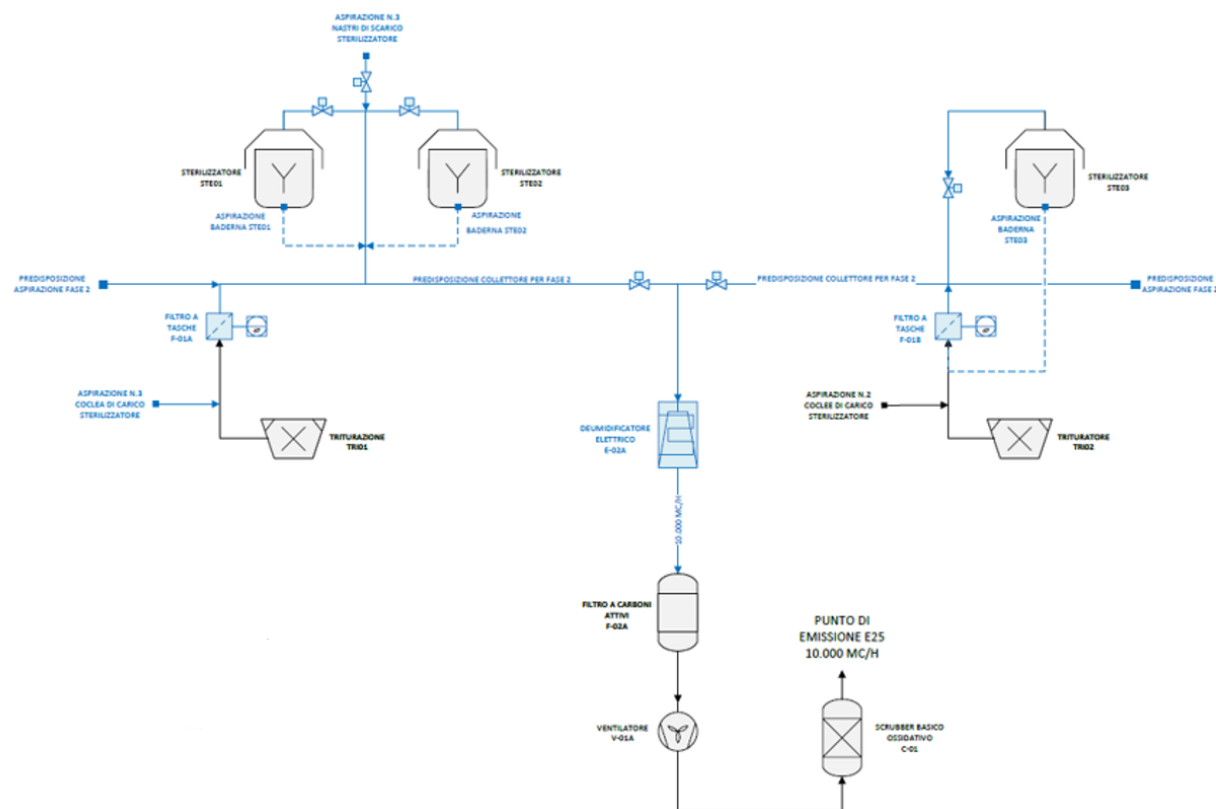 ASPIRAZIONE N.3
NASTRI DI SCARICO
STERILIZZATORE
STERILIZZATORE
STE01
STERILIZZATORE
STE02
STERILIZZATORE
STE03
ASPIRAZIONE
BADERNA STE01
ASPIRAZIONE
BADERNA STE02
ASPIRAZIONE
BADERNA
STE03
PREDISPOSIZIONE
ASPIRAZIONE FASE 2
PREDISPOSIZIONE COLLETTORE PER FASE 2
PREDISPOSIZIONE COLLETTORE PER FASE 2
PREDISPOSIZIONE
ASPIRAZIONE FASE 2
FILTRO A
TASCHE
F-01A
FILTRO A
TASCHE
F-01B
ASPIRAZIONE N.3
COCLEA DI CARICO
STERILIZZATORE
ASPIRAZIONE N.2
COCLEE DI CARICO
STERILIZZATORE
TRITURAZIONE
TRI01
DEUMIDIFICATORE
ELETTRICO
E-02A
TRITURATORE
TRI02
10.000 MC/H
FILTRO A CARBONI
ATTIVI
F-02A
PUNTO DI
EMISSIONE E25
10.000 MC/H
VENTILATORE
V-01A
SCRUBBER BASICO
OSSIDATIVO
C-01